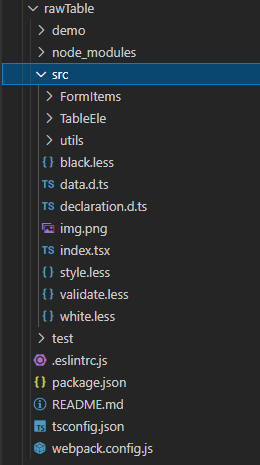 rawTable
demo
node_modules
src
FormItems
TableEle
utils
{} black.less
TS data.d.ts
TS declaration.d.ts
img.png
TS index.tsx
{} style.less
{} validate.less
{} white.less
test
.eslintrc.js
{} package.json
README.md
TS tsconfig.json
webpack.config.js